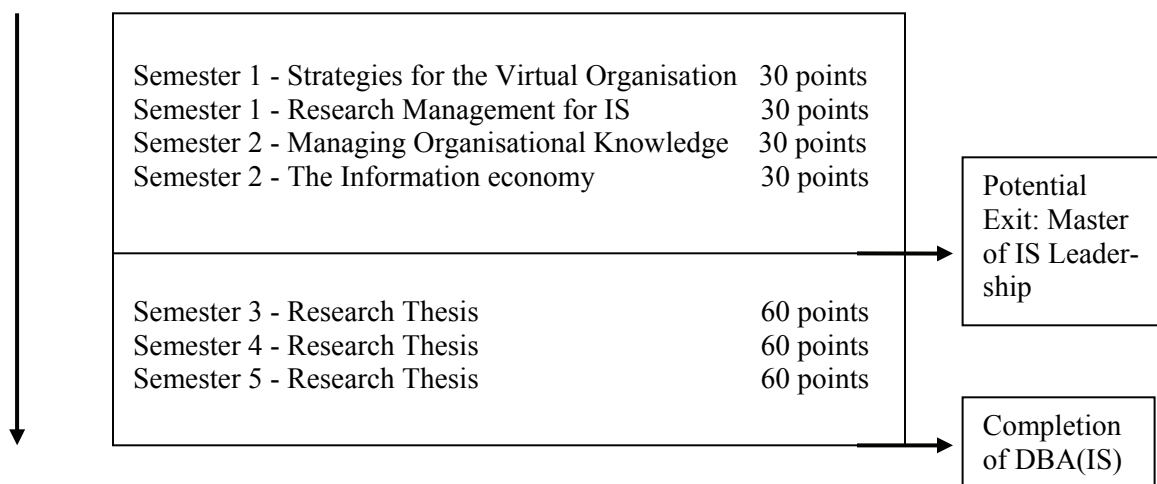 Semester 1 - Strategies for the Virtual Organisation 30 points
Semester 1 - Research Management for IS 30 points
Semester 2 - Managing Organisational Knowledge 30 points
Semester 2 - The Information economy 30 points
Potential
Exit: Master
of IS Leader-
ship
Semester 3 - Research Thesis 60 points
Semester 4 - Research Thesis 60 points
Semester 5 - Research Thesis 60 points
Completion
of DBA(IS)